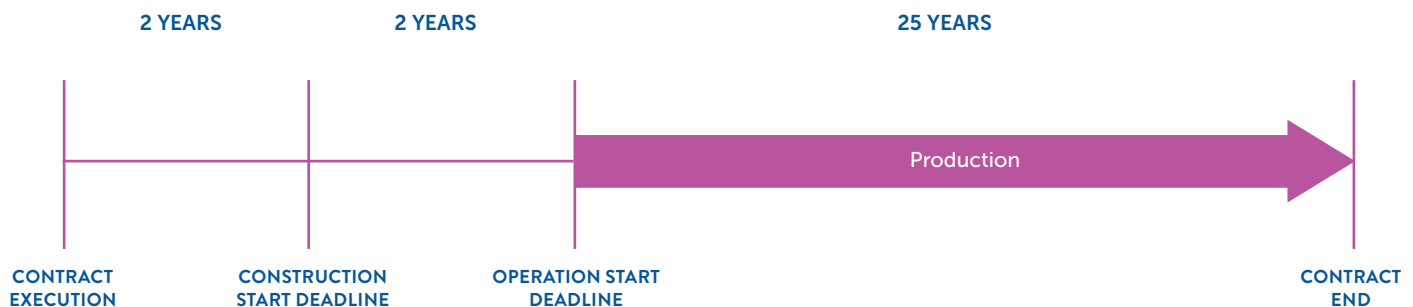 2 YEARS
2 YEARS
25 YEARS
Production
CONTRACT
EXECUTION
CONSTRUCTION
START DEADLINE
OPERATION START
DEADLINE
CONTRACT
END